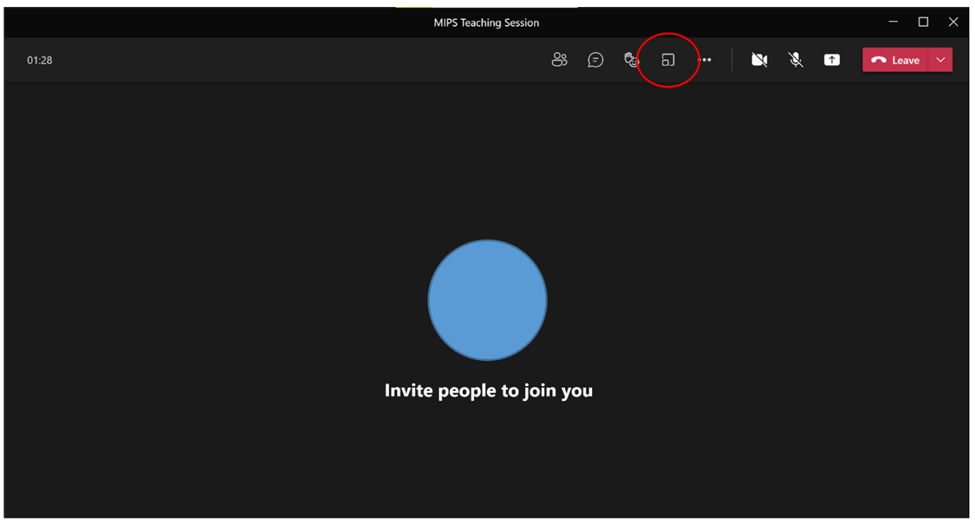 MIPS Teaching Session
01:28
Leave
Invite people to join you